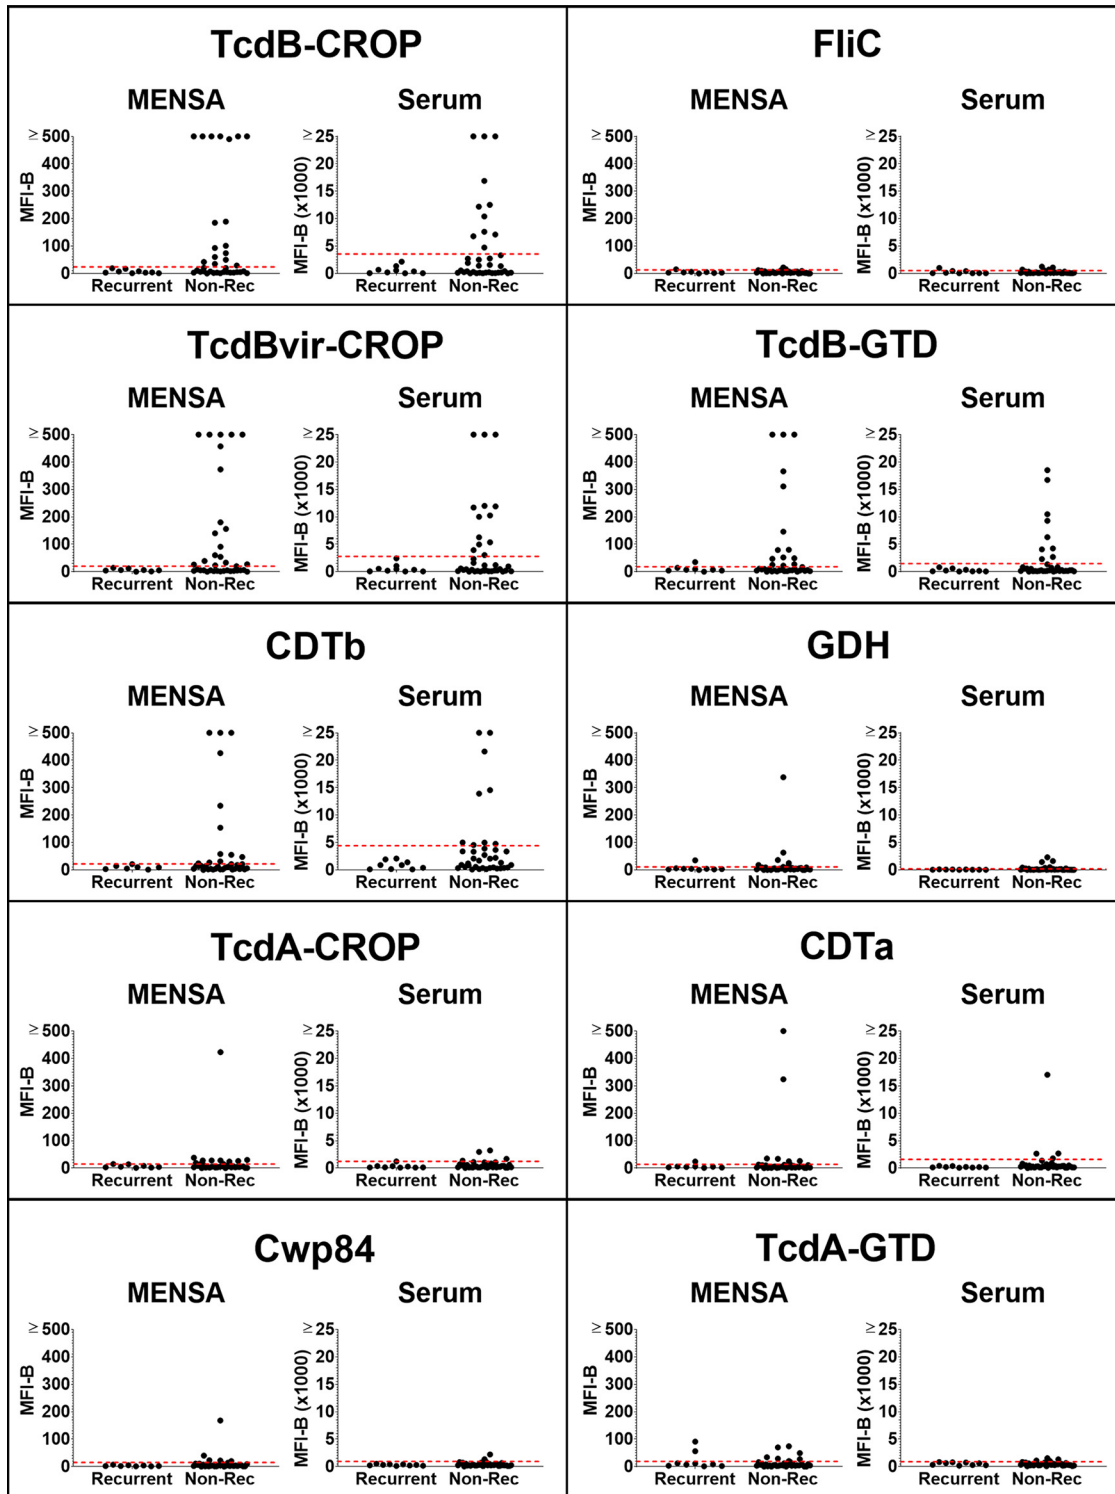 TcdB-CROP
MENSA
Serum
MFI-B
≥ 500
400
300
200
100
0
Recurrent Non-Rec
MFI-B (x1000)
≥ 25
20
15
10
5
0
Recurrent Non-Rec
FliC
MENSA
Serum
MFI-B
≥ 500
400
300
200
100
0
Recurrent Non-Rec
MFI-B (x1000)
≥ 25
20
15
10
5
0
Recurrent Non-Rec
TcdBvir-CROP
MENSA
Serum
MFI-B
≥ 500
400
300
200
100
0
Recurrent Non-Rec
MFI-B (x1000)
≥ 25
20
15
10
5
0
Recurrent Non-Rec
TcdB-GTD
MENSA
Serum
MFI-B
≥ 500
400
300
200
100
0
Recurrent Non-Rec
MFI-B (x1000)
≥ 25
20
15
10
5
0
Recurrent Non-Rec
CDTb
MENSA
Serum
MFI-B
≥ 500
400
300
200
100
0
Recurrent Non-Rec
MFI-B (x1000)
≥ 25
20
15
10
5
0
Recurrent Non-Rec
GDH
MENSA
Serum
MFI-B
≥ 500
400
300
200
100
0
Recurrent Non-Rec
MFI-B (x1000)
≥ 25
20
15
10
5
0
Recurrent Non-Rec
TcdA-CROP
MENSA
Serum
MFI-B
≥ 500
400
300
200
100
0
Recurrent Non-Rec
MFI-B (x1000)
≥ 25
20
15
10
5
0
Recurrent Non-Rec
CDTa
MENSA
Serum
MFI-B
≥ 500
400
300
200
100
0
Recurrent Non-Rec
MFI-B (x1000)
≥ 25
20
15
10
5
0
Recurrent Non-Rec
Cwp84
MENSA
Serum
MFI-B
≥ 500
400
300
200
100
0
Recurrent Non-Rec
MFI-B (x1000)
≥ 25
20
15
10
5
0
Recurrent Non-Rec
TcdA-GTD
MENSA
Serum
MFI-B
≥ 500
400
300
200
100
0
Recurrent Non-Rec
MFI-B (x1000)
≥ 25
20
15
10
5
0
Recurrent Non-Rec